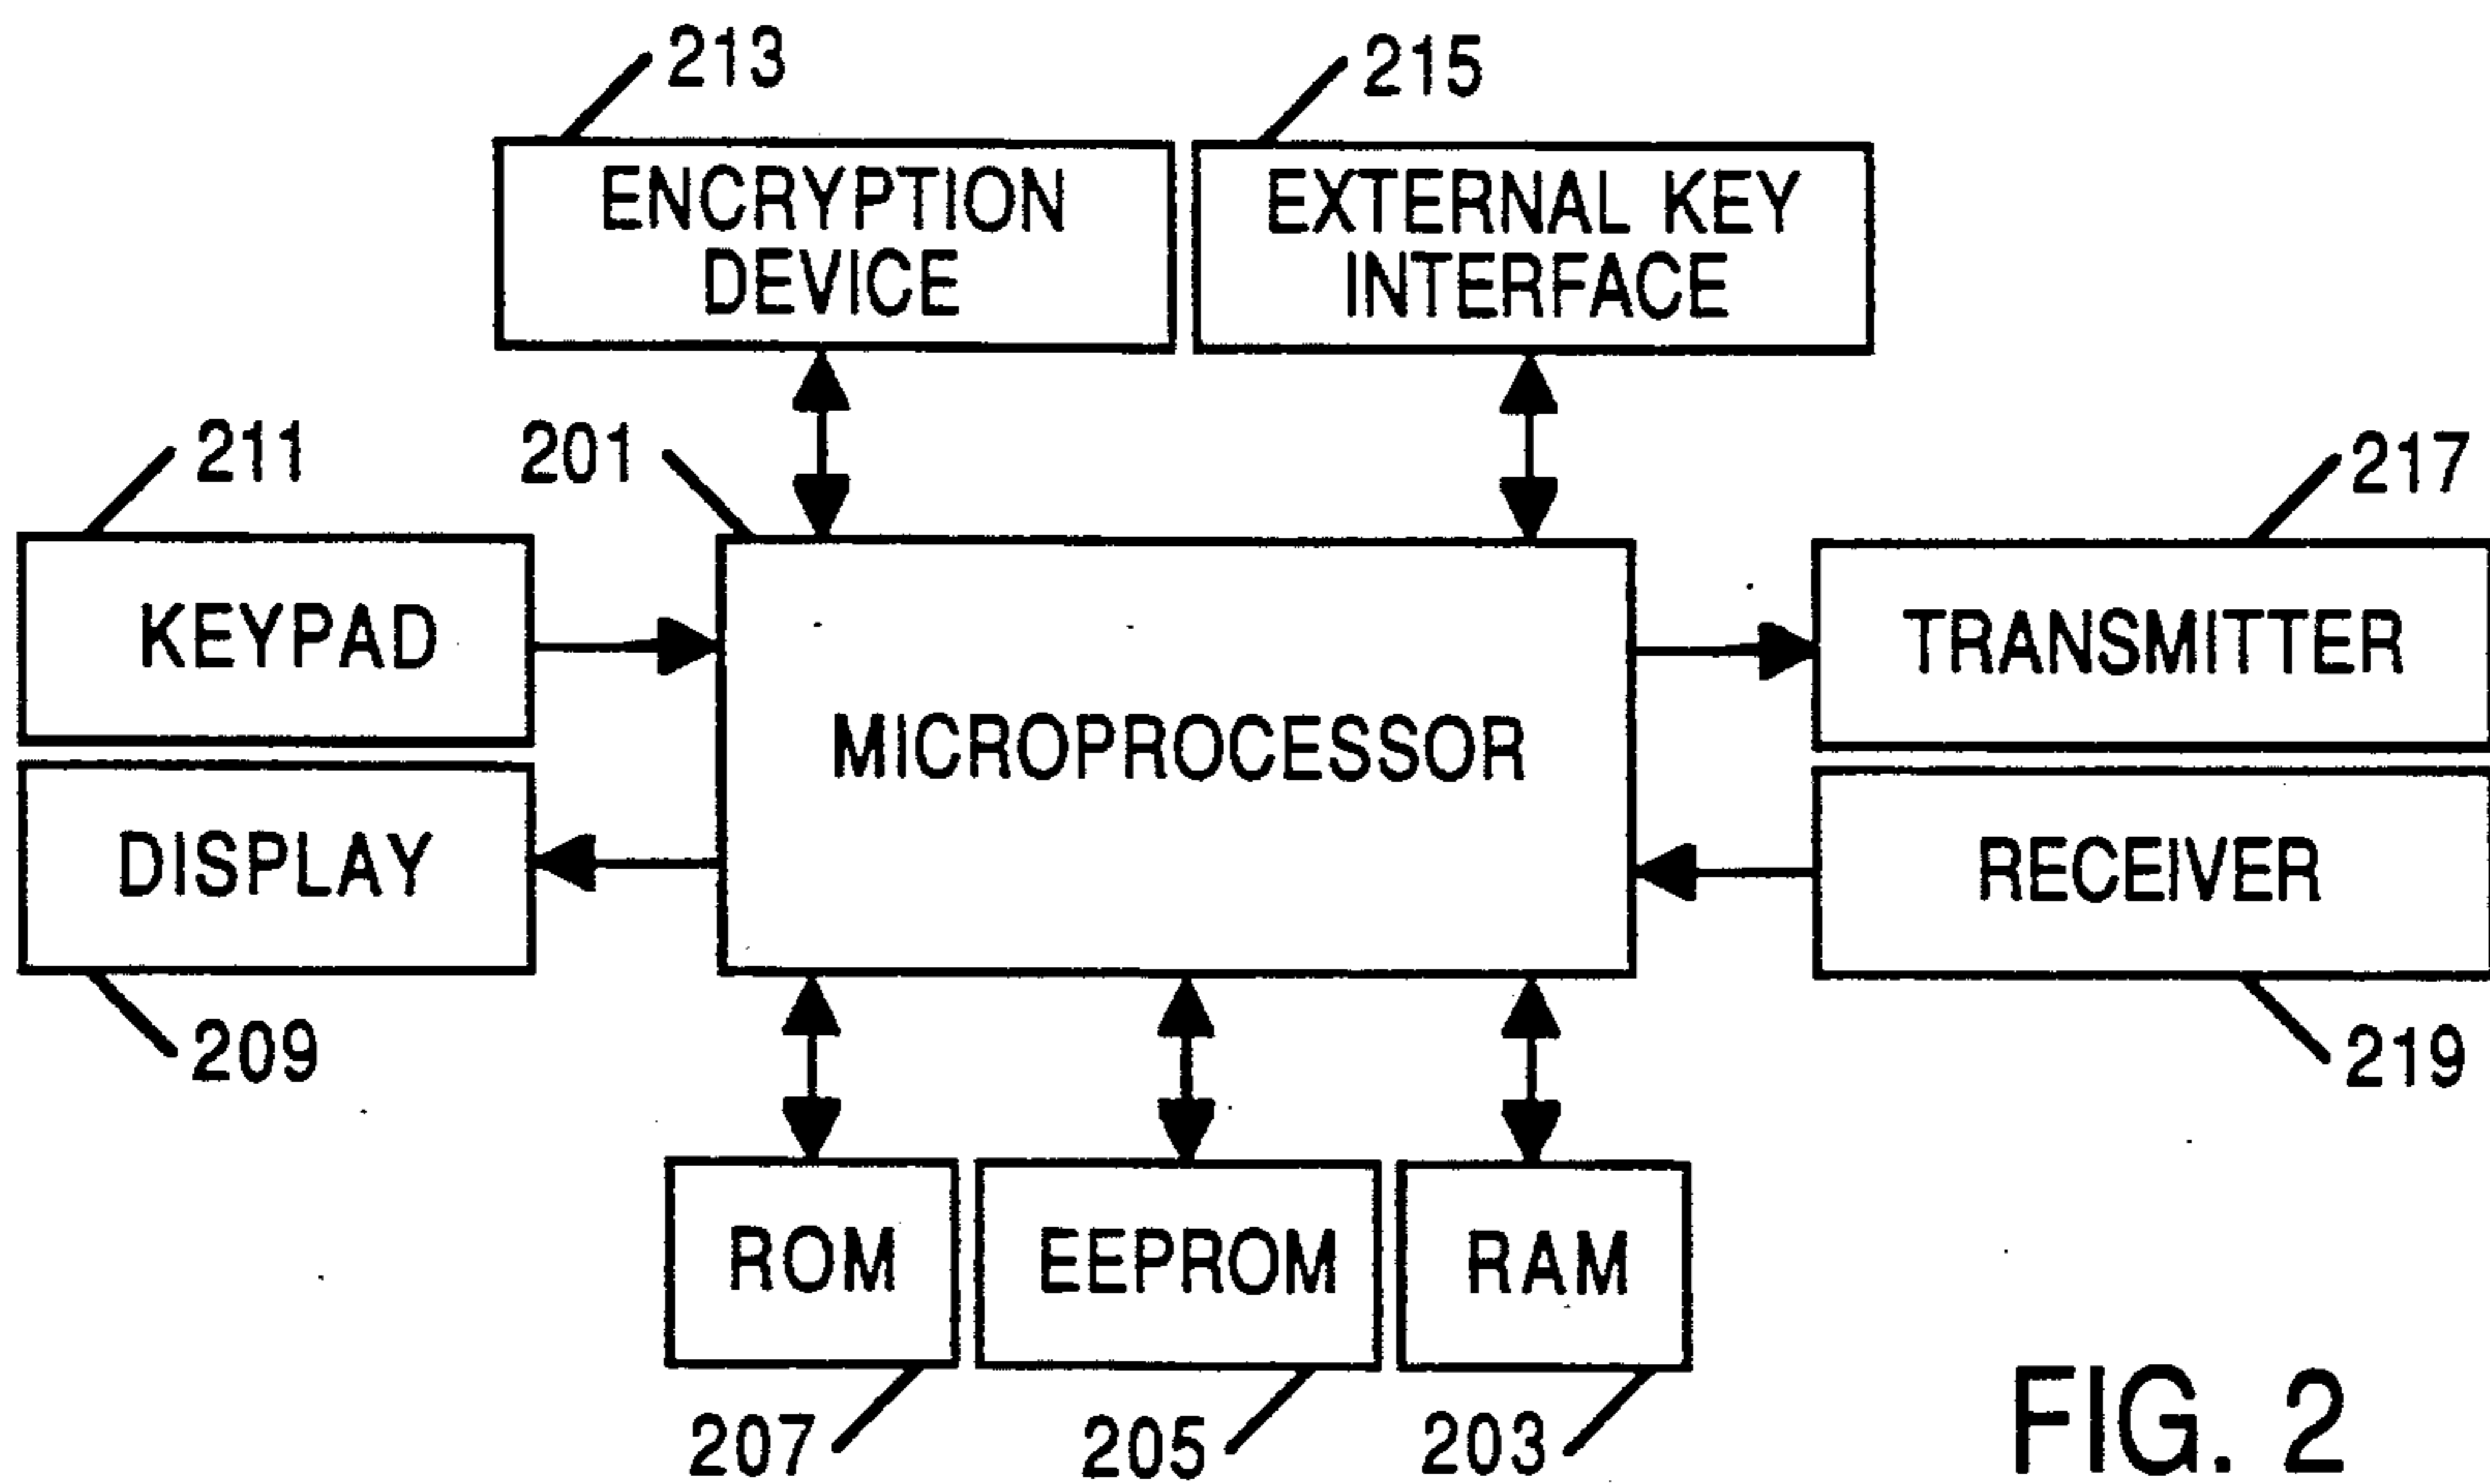 213
215
ENCRYPTION
DEVICE
EXTERNAL KEY
INTERFACE
211
201
217
KEYPAD
TRANSMITTER
MICROPROCESSOR
DISPLAY
RECEIVER
209
219
ROM
EEPROM
RAM
207
205
203
FIG. 2